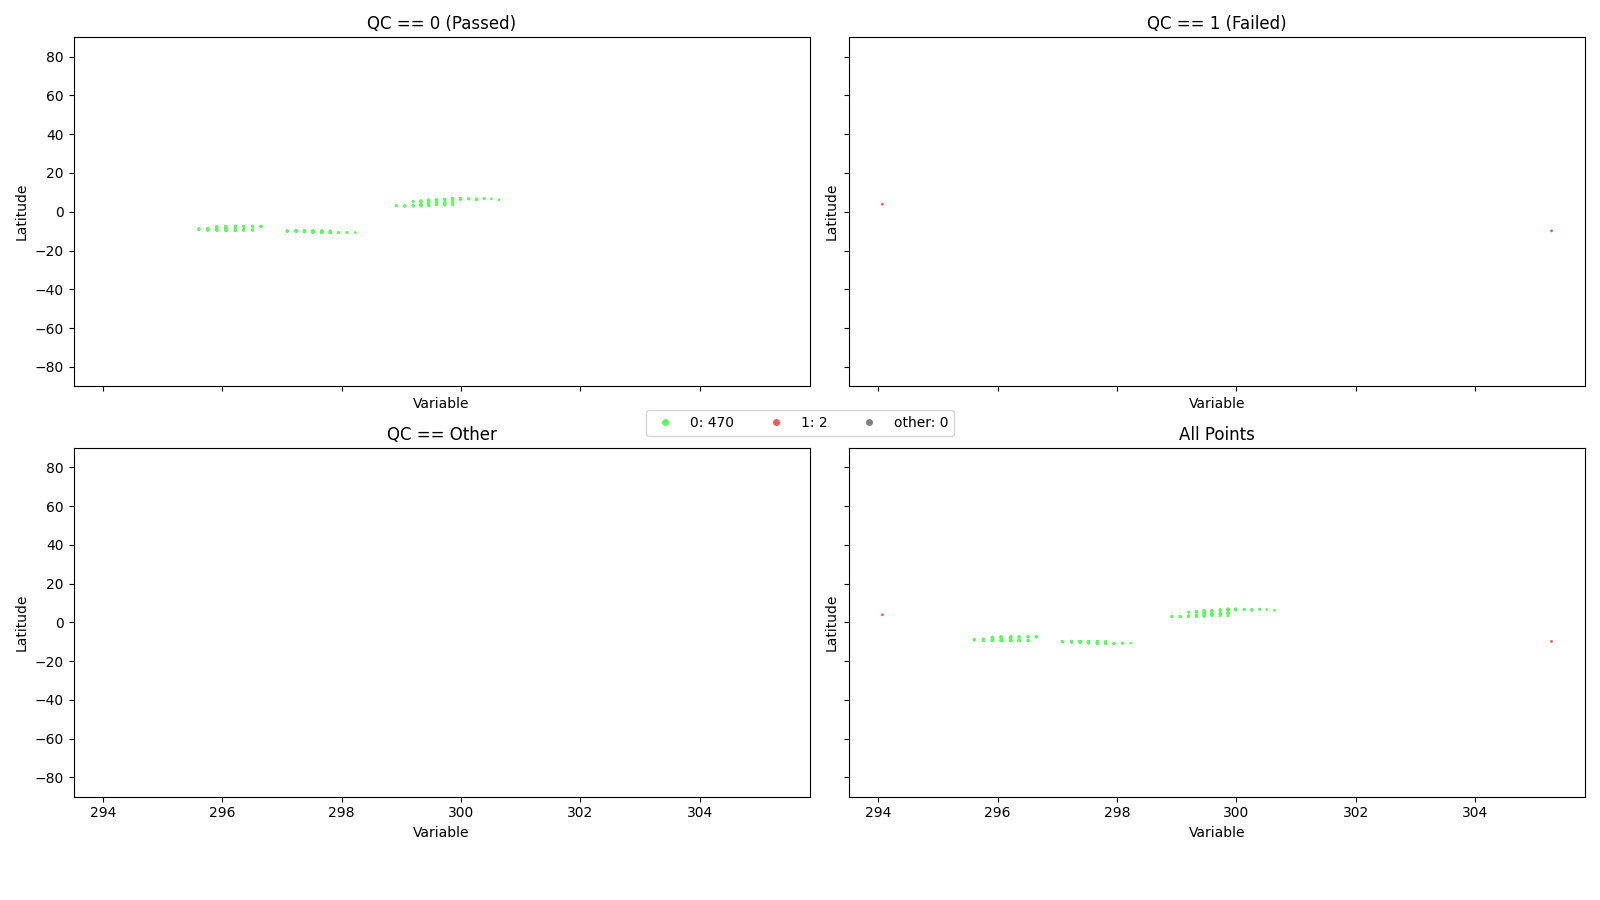 QC == 0 (Passed)
QC == 1 (Failed)
80
60
40
20
0
−20
−40
−60
−80
Latitude
Latitude
Variable
Variable
0: 470 1: 2 other: 0
QC == Other
All Points
80
60
40
20
0
−20
−40
−60
−80
Latitude
Latitude
294 296 298 300 302 304
294 296 298 300 302 304
Variable
Variable